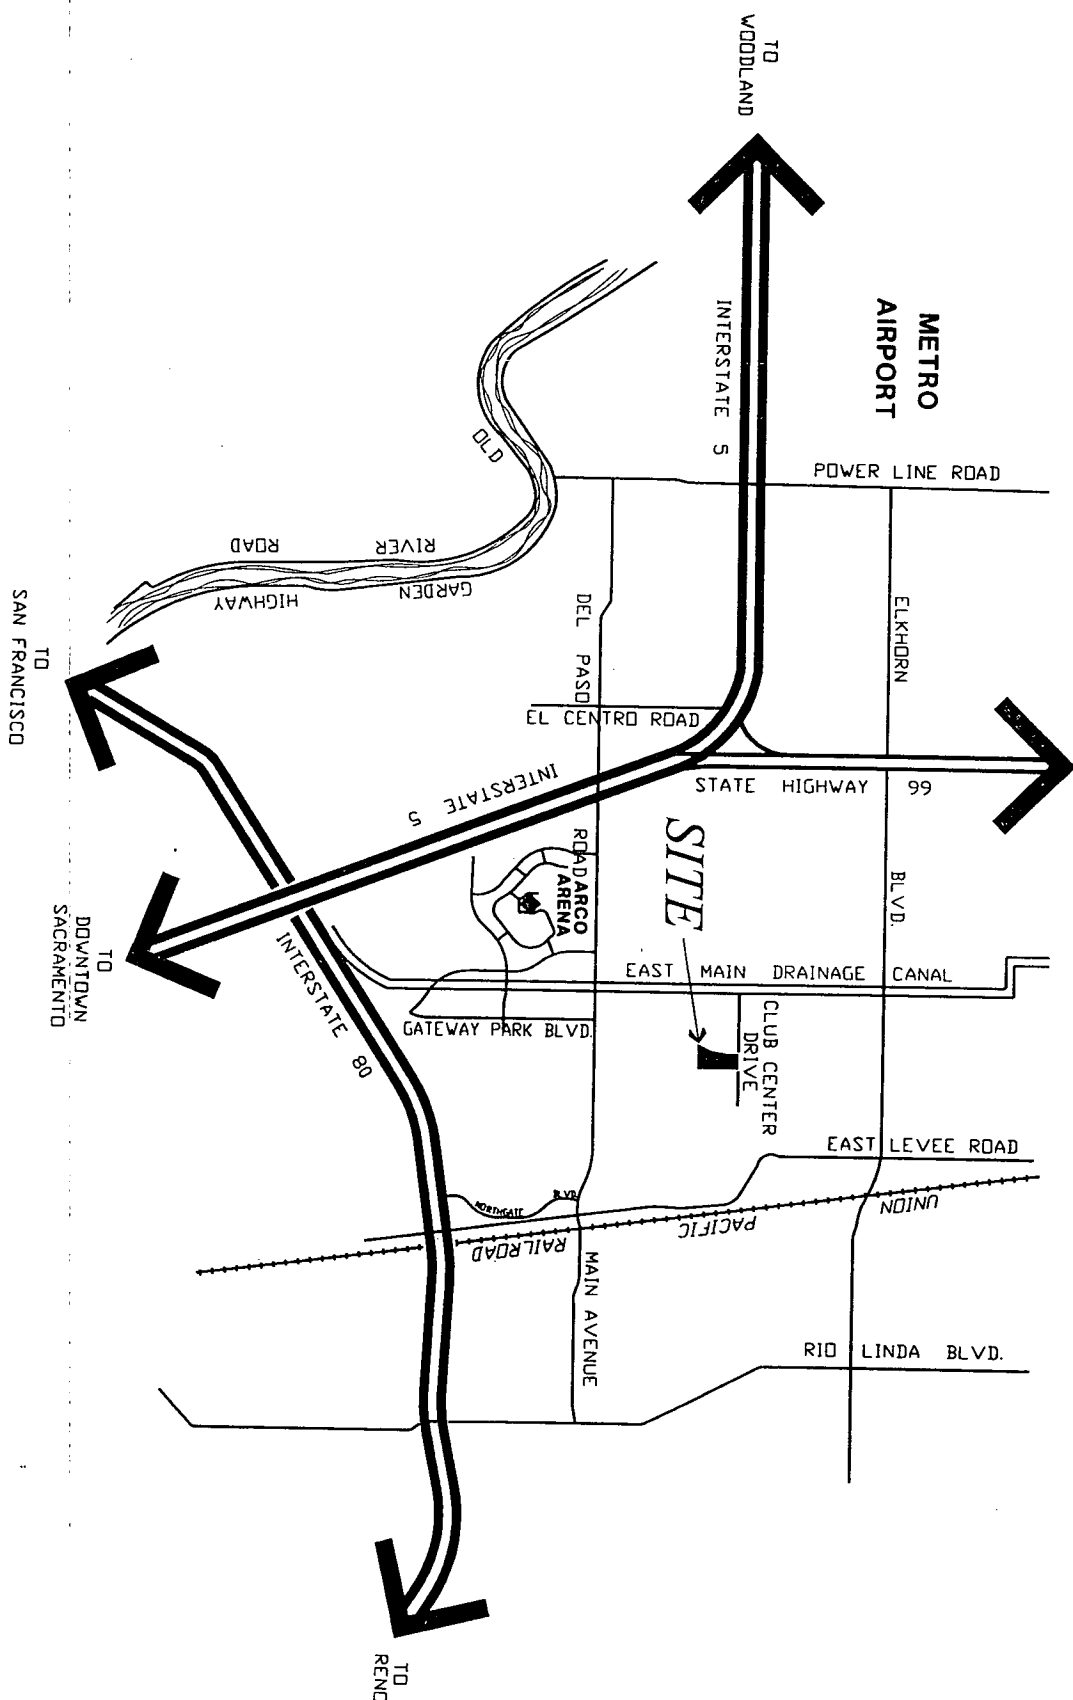 TO
WOODLAND
METRO
AIRPORT
INTERSTATE 5
POWER LINE ROAD
OLD
RIVER
ROAD
GARDEN
HIGHWAY
ELKHORN
BLVD.
DEL PASO
ROAD
EL CENTRO ROAD
STATE HIGHWAY 99
INTERSTATE 5
SITE
ARCO
ARENA
EAST MAIN DRAINAGE CANAL
CLUB CENTER
DRIVE
GATEWAY PARK BLVD.
TO
SAN FRANCISCO
TO
DOWNTOWN
SACRAMENTO
INTERSTATE 80
EAST LEVEE ROAD
UNION
PACIFIC
RAILROAD
NORTHGATE
BLVD.
MAIN AVENUE
RIO LINDA BLVD.
TO
RENO